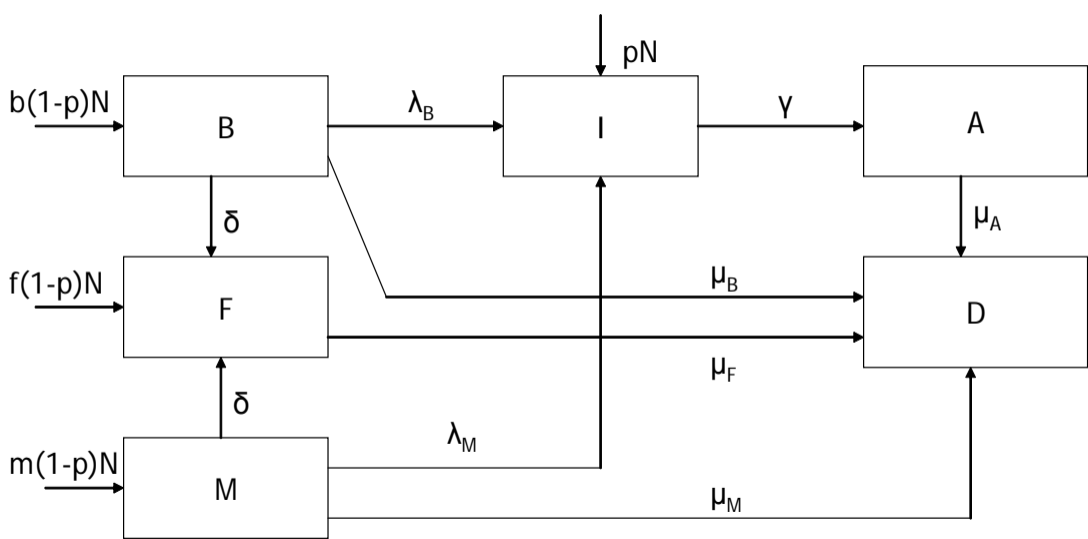 pN
b(1-p)N
B
λB
I
γ
A
δ
μA
f(1-p)N
F
μB
D
μF
δ
m(1-p)N
M
λM
μM